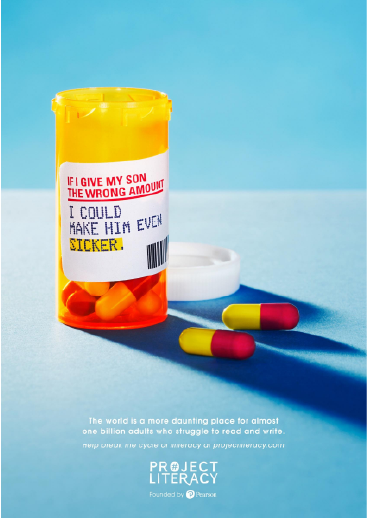 IF I GIVE MY SON
THE WRONG AMOUNT
I COULD
MAKE HIM EVEN
SICKER.
The world is a more daunting place for almost
one billion adults who struggle to read and write.
Help break the cycle of illiteracy at projectliteracy.com
PR#JECT
LITERACY
Founded by Pearson